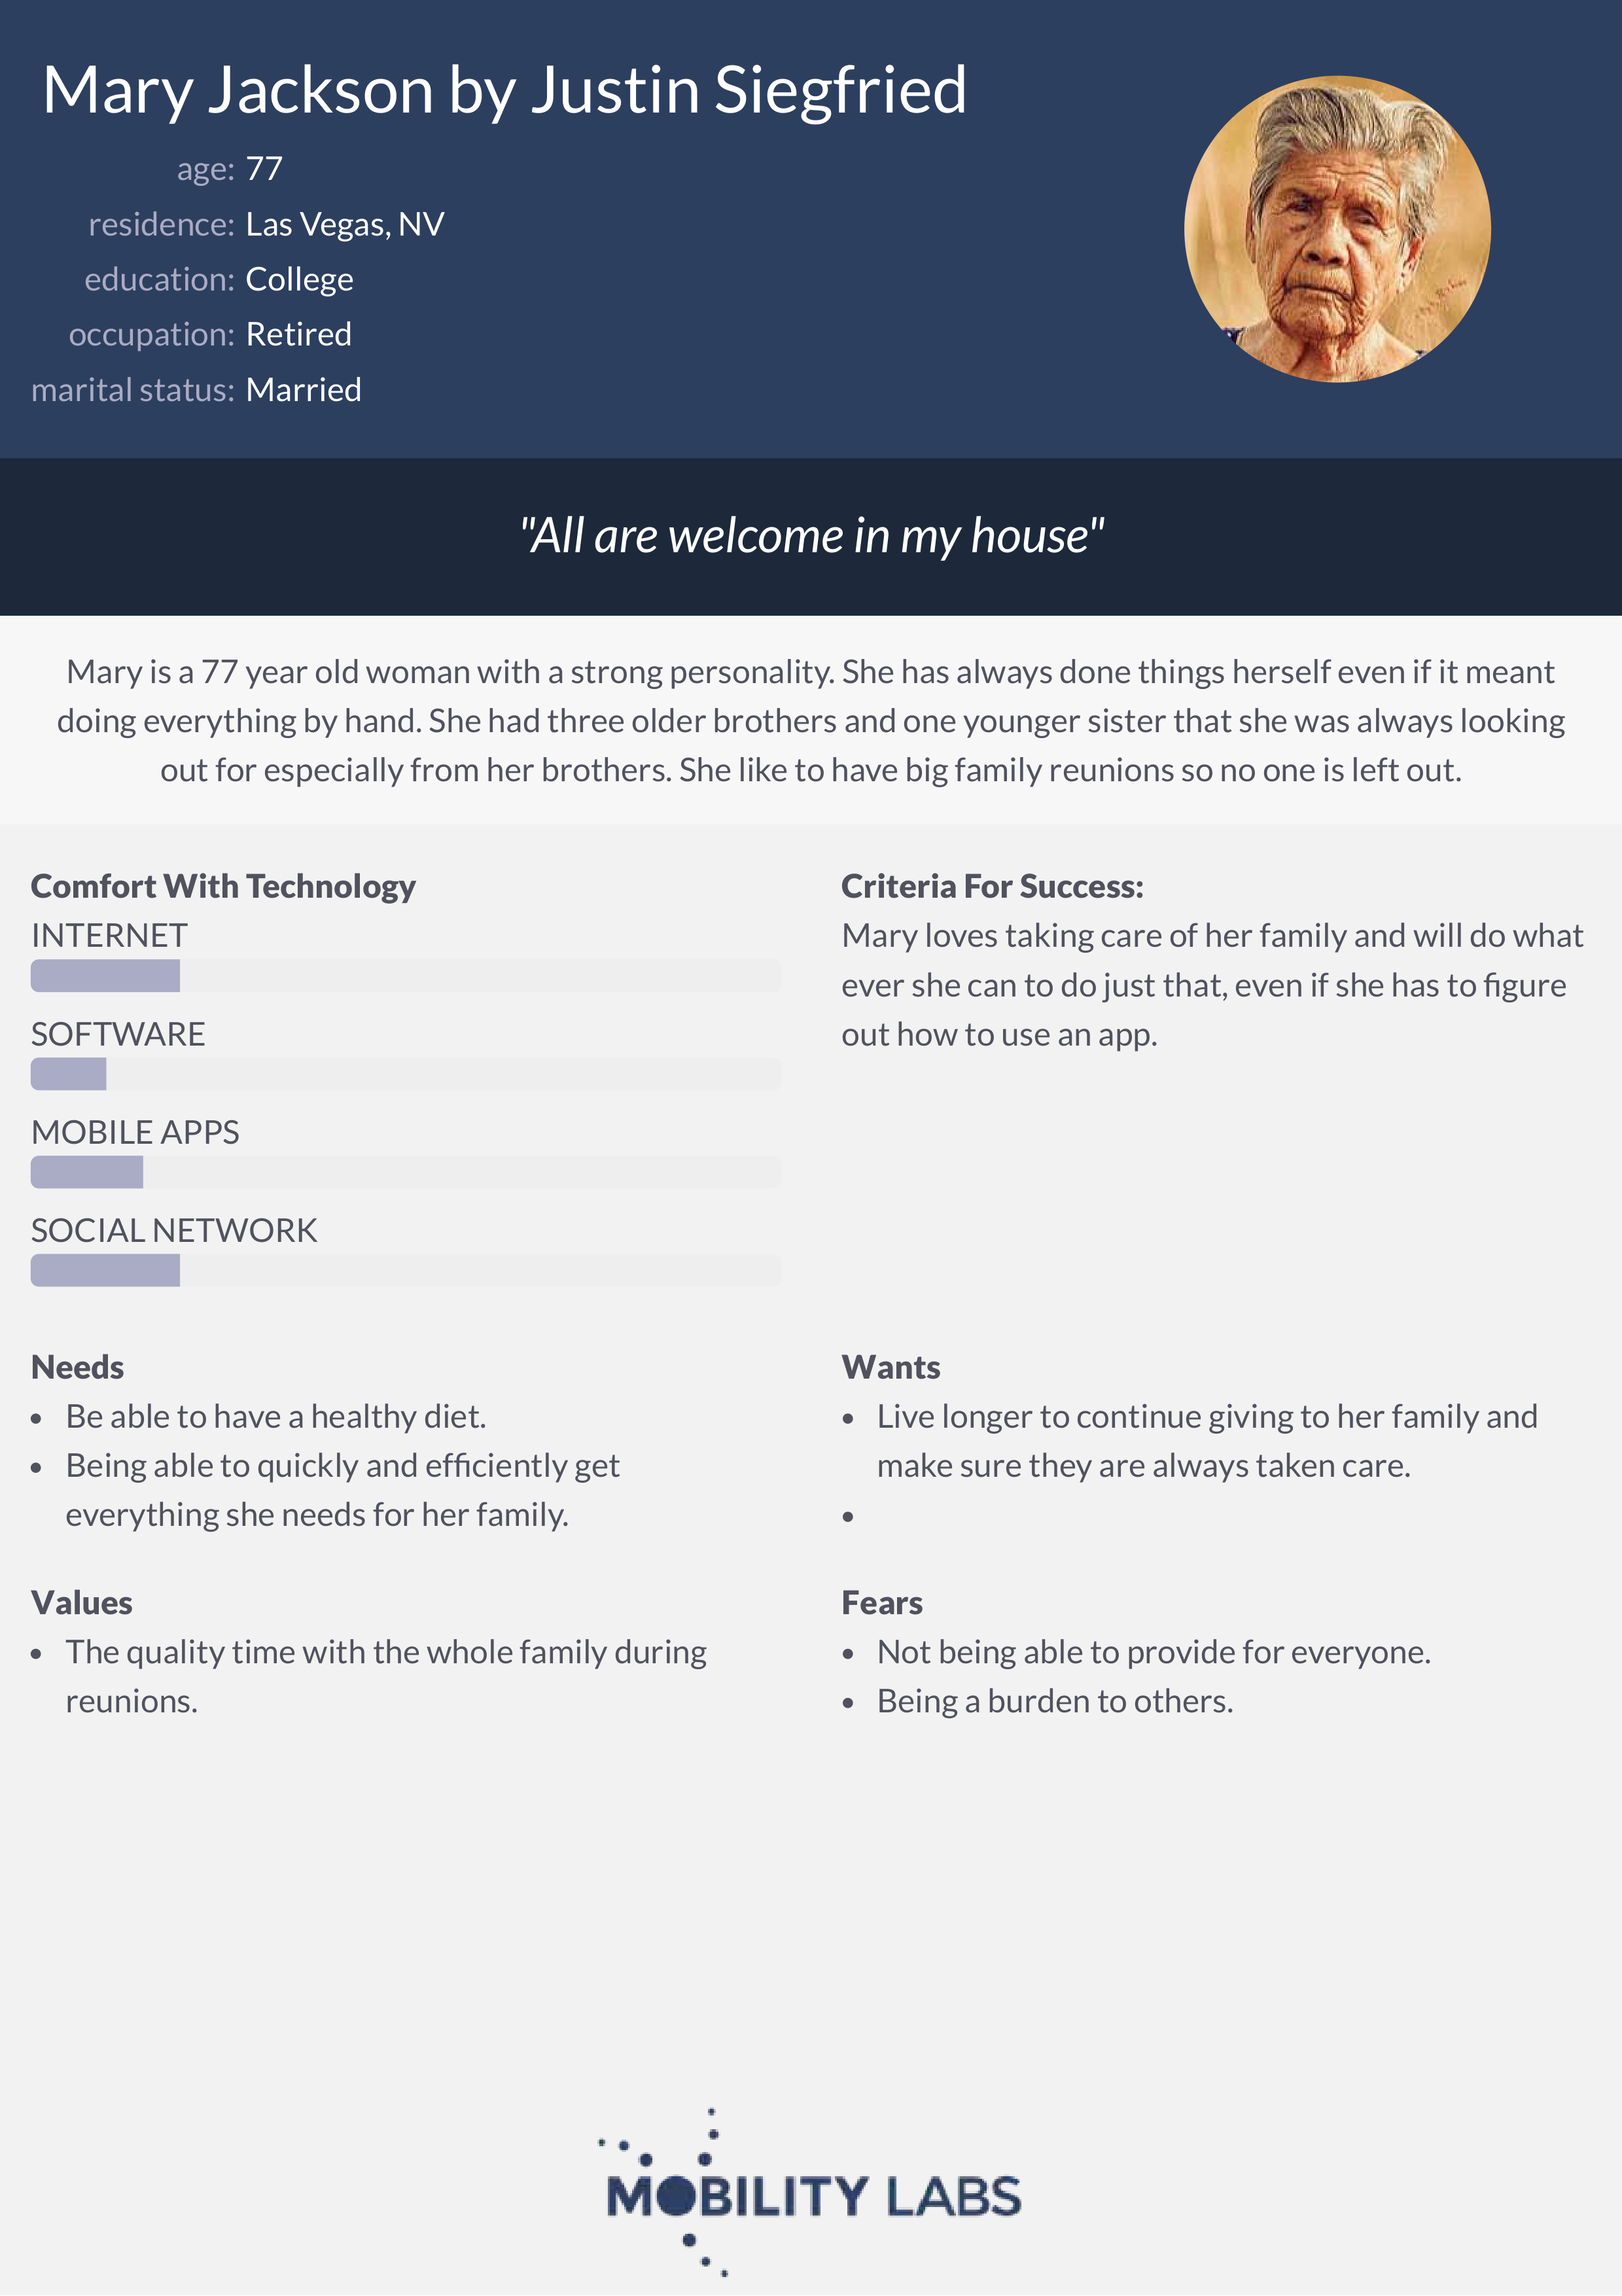 Mary Jackson by Justin Siegfried
age: 77
residence: Las Vegas, NV
education: College
occupation: Retired
marital status: Married
"All are welcome in my house"
Mary is a 77 year old woman with a strong personality. She has always done things herself even if it meant
doing everything by hand. She had three older brothers and one younger sister that she was always looking
out for especially from her brothers. She like to have big family reunions so no one is left out.
Comfort With Technology
INTERNET
SOFTWARE
MOBILE APPS
SOCIAL NETWORK
Criteria For Success:
Mary loves taking care of her family and will do what
ever she can to do just that, even if she has to figure
out how to use an app.
Needs
• Be able to have a healthy diet.
• Being able to quickly and efficiently get
everything she needs for her family.
Wants
• Live longer to continue giving to her family and
make sure they are always taken care.
•
Values
• The quality time with the whole family during
reunions.
Fears
• Not being able to provide for everyone.
• Being a burden to others.
MOBILITY LABS